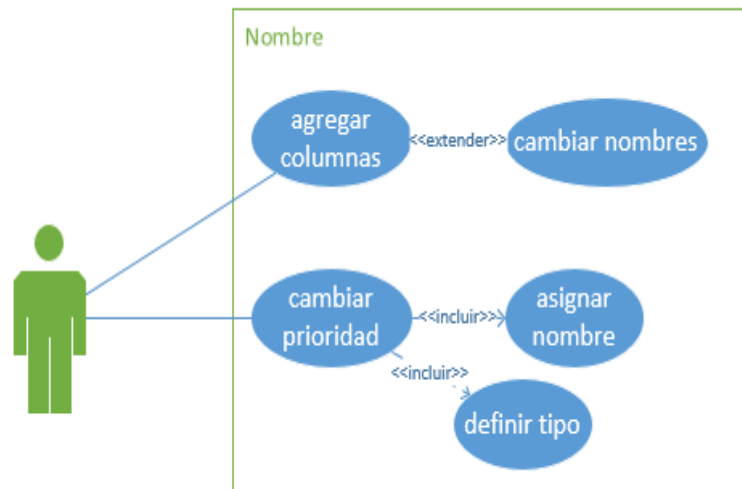 Nombre
agregar
columnas
<<extender>>
cambiar nombres
cambiar
prioridad
<<incluir>>
asignar
nombre
<<incluir>>
definir tipo